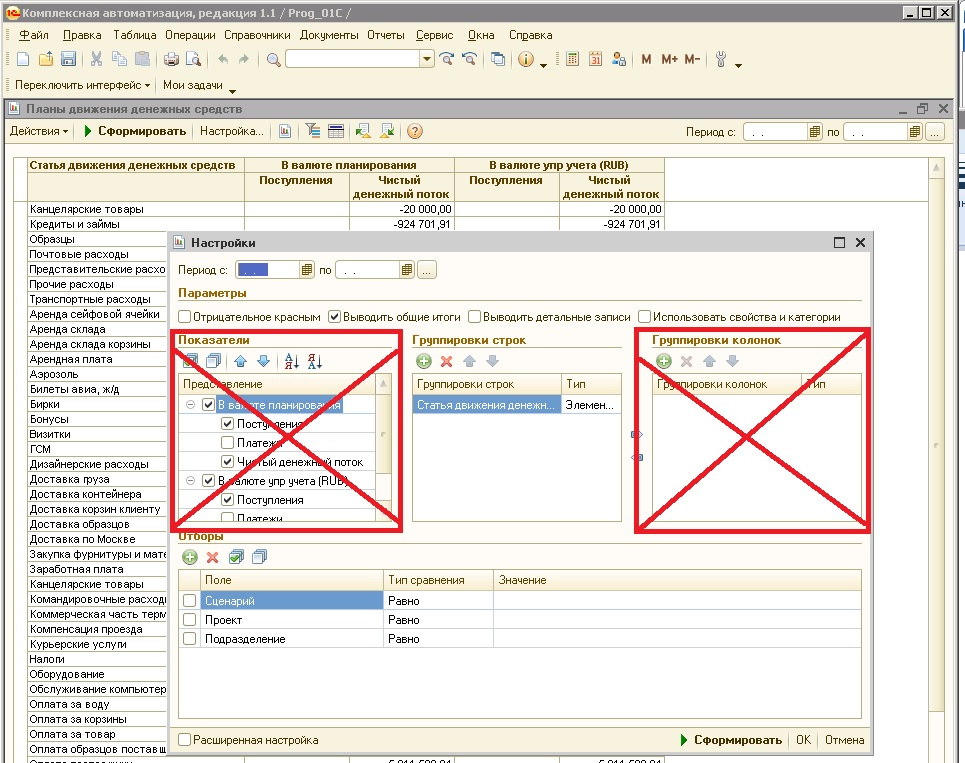 Комплексная автоматизация, редакция 1.1 / Prog_01C /
Файл Правка Таблица Операции Справочники Документы Отчеты Сервис Окна Справка
M M+ M-
Переключить интерфейс Мои задачи
Планы движения денежных средств
Действия Сформировать Настройка... Период с: . . по . . ...
Статья движения денежных средств В валюте планирования В валюте упр учета (RUB)
Поступления Чистый денежный поток Поступления Чистый денежный поток
Канцелярские товары -20 000,00 -20 000,00
Кредиты и займы -924 701,91 -924 701,91
Образцы
Почтовые расходы
Представительские расхо
Прочие расходы
Транспортные расходы
Аренда сейфовой ячейки
Аренда склада
Аренда склада корзины
Арендная плата
Аэрозоль
Билеты авиа, ж/д
Бирки
Бонусы
Визитки
ГСМ
Дизайнерские расходы
Доставка груза
Доставка контейнера
Доставка корзин клиенту
Доставка образцов
Доставка по Москве
Закупка фурнитуры и мате
Заработная плата
Канцелярские товары
Командировочные расход
Коммерческая часть терм
Компенсация проезда
Курьерские услуги
Налоги
Оборудование
Обслуживание компьютер
Оплата за воду
Оплата за корзины
Оплата за товар
Оплата образцов поставщ
Настройки
Период с: . . по . . ...
Параметры
Отрицательное красным Выводить общие итоги Выводить детальные записи Использовать свойства и категории
Показатели
Представление
В валюте планирования
Поступления
Платежи
Чистый денежный поток
В валюте упр учета (RUB)
Поступления
Платежи
Группировки строк
Группировки строк Тип
Статья движения денежн... Элемен...
Группировки колонок
Группировки колонок Тип
Отборы
Поле Тип сравнения Значение
Сценарий Равно
Проект Равно
Подразделение Равно
Расширенная настройка Сформировать OK Отмена